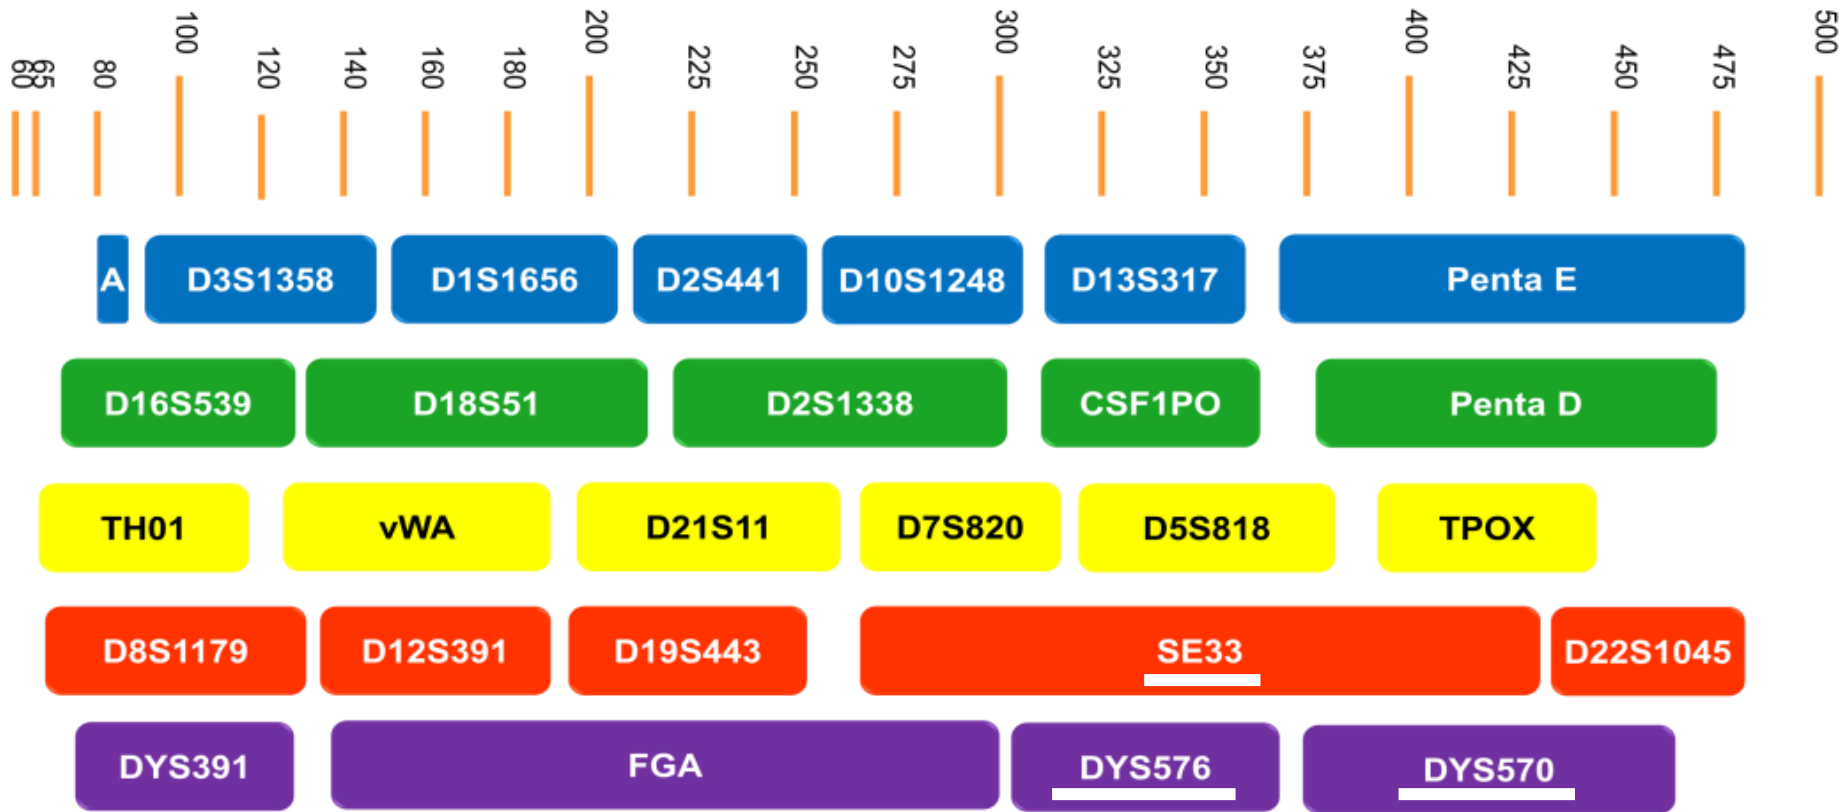 60 65 80 100 120 140 160 180 200 225 250 275 300 325 350 375 400 425 450 475 500
A D3S1358 D1S1656 D2S441 D10S1248 D13S317 Penta E
D16S539 D18S51 D2S1338 CSF1PO Penta D
TH01 vWA D21S11 D7S820 D5S818 TPOX
D8S1179 D12S391 D19S443 SE33 D22S1045
DYS391 FGA DYS576 DYS570